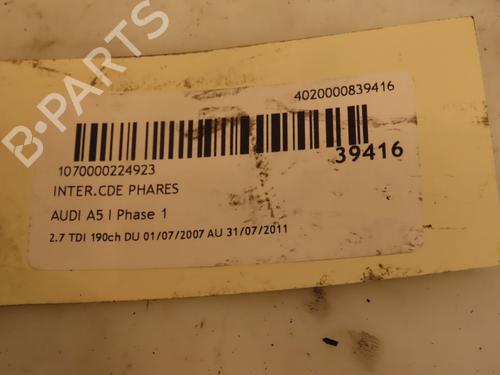 B-PARTS
4020000839416
39416
1070000224923
INTER.CDE PHARES
AUDI A5 I Phase 1
2.7 TDI 190ch DU 01/07/2007 AU 31/07/2011